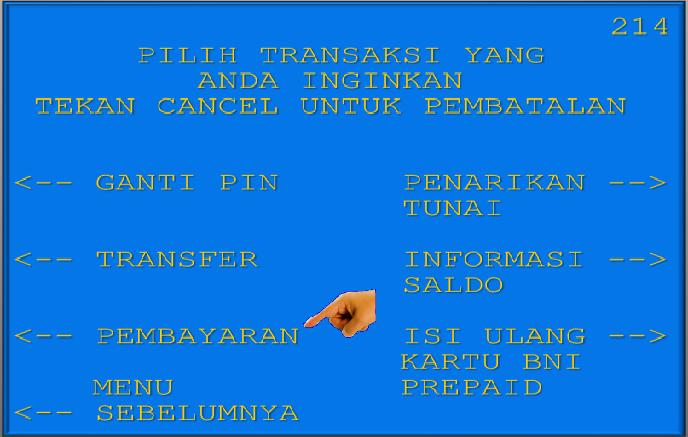 214
PILIH TRANSAKSI YANG
ANDA INGINKAN
TEKAN CANCEL UNTUK PEMBATALAN
<-- GANTI PIN
PENARIKAN -->
TUNAI
<-- TRANSFER
INFORMASI -->
SALDO
<-- PEMBAYARAN
ISI ULANG -->
KARTU BNI
PREPAID
MENU
<-- SEBELUMNYA